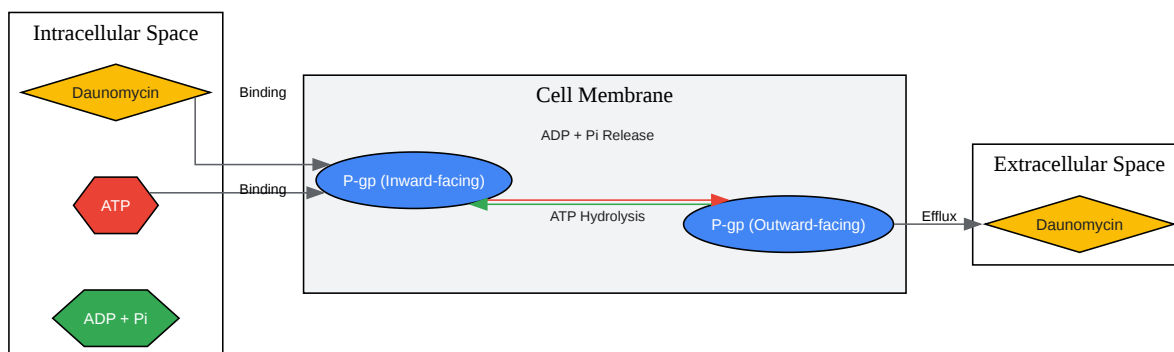 Intracellular Space
Daunomycin
ATP
ADP + Pi
Binding
Binding
Cell Membrane
ADP + Pi Release
P-gp (Inward-facing)
ATP Hydrolysis
P-gp (Outward-facing)
Efflux
Extracellular Space
Daunomycin